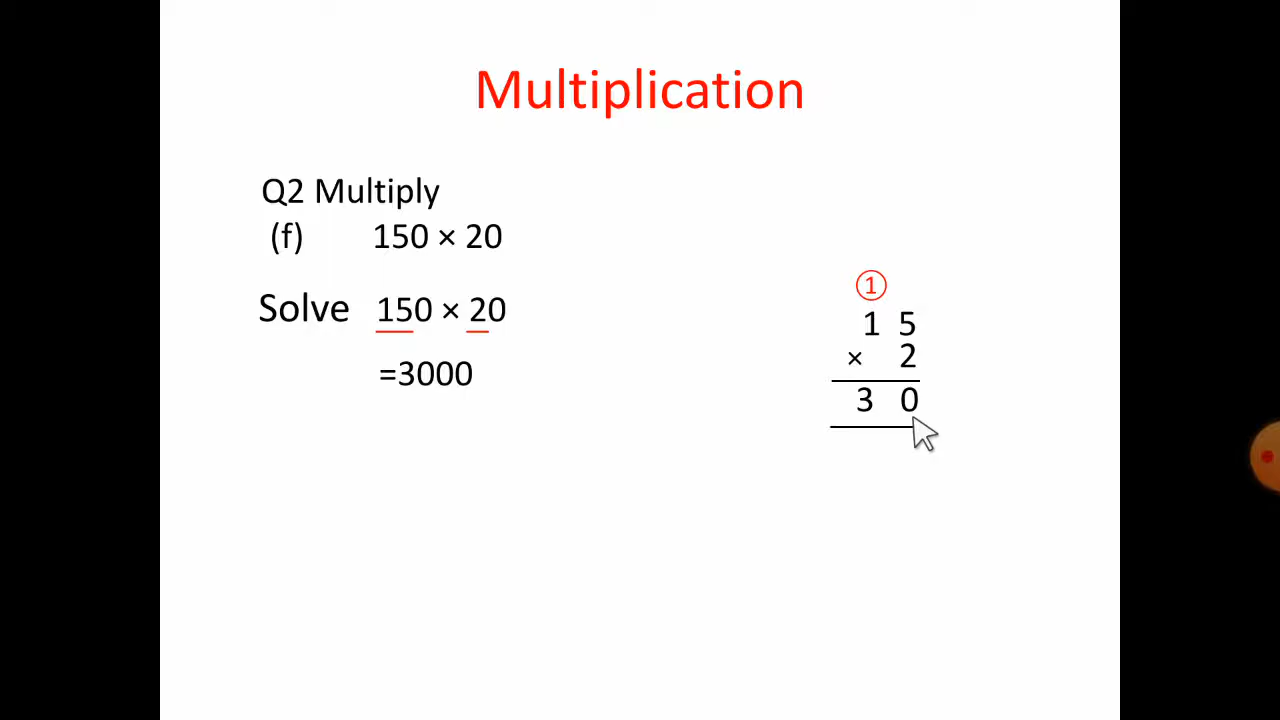 Multiplication
Q2 Multiply
(f) 150 × 20
Solve 150 × 20
=3000
1
1 5
× 2
3 0